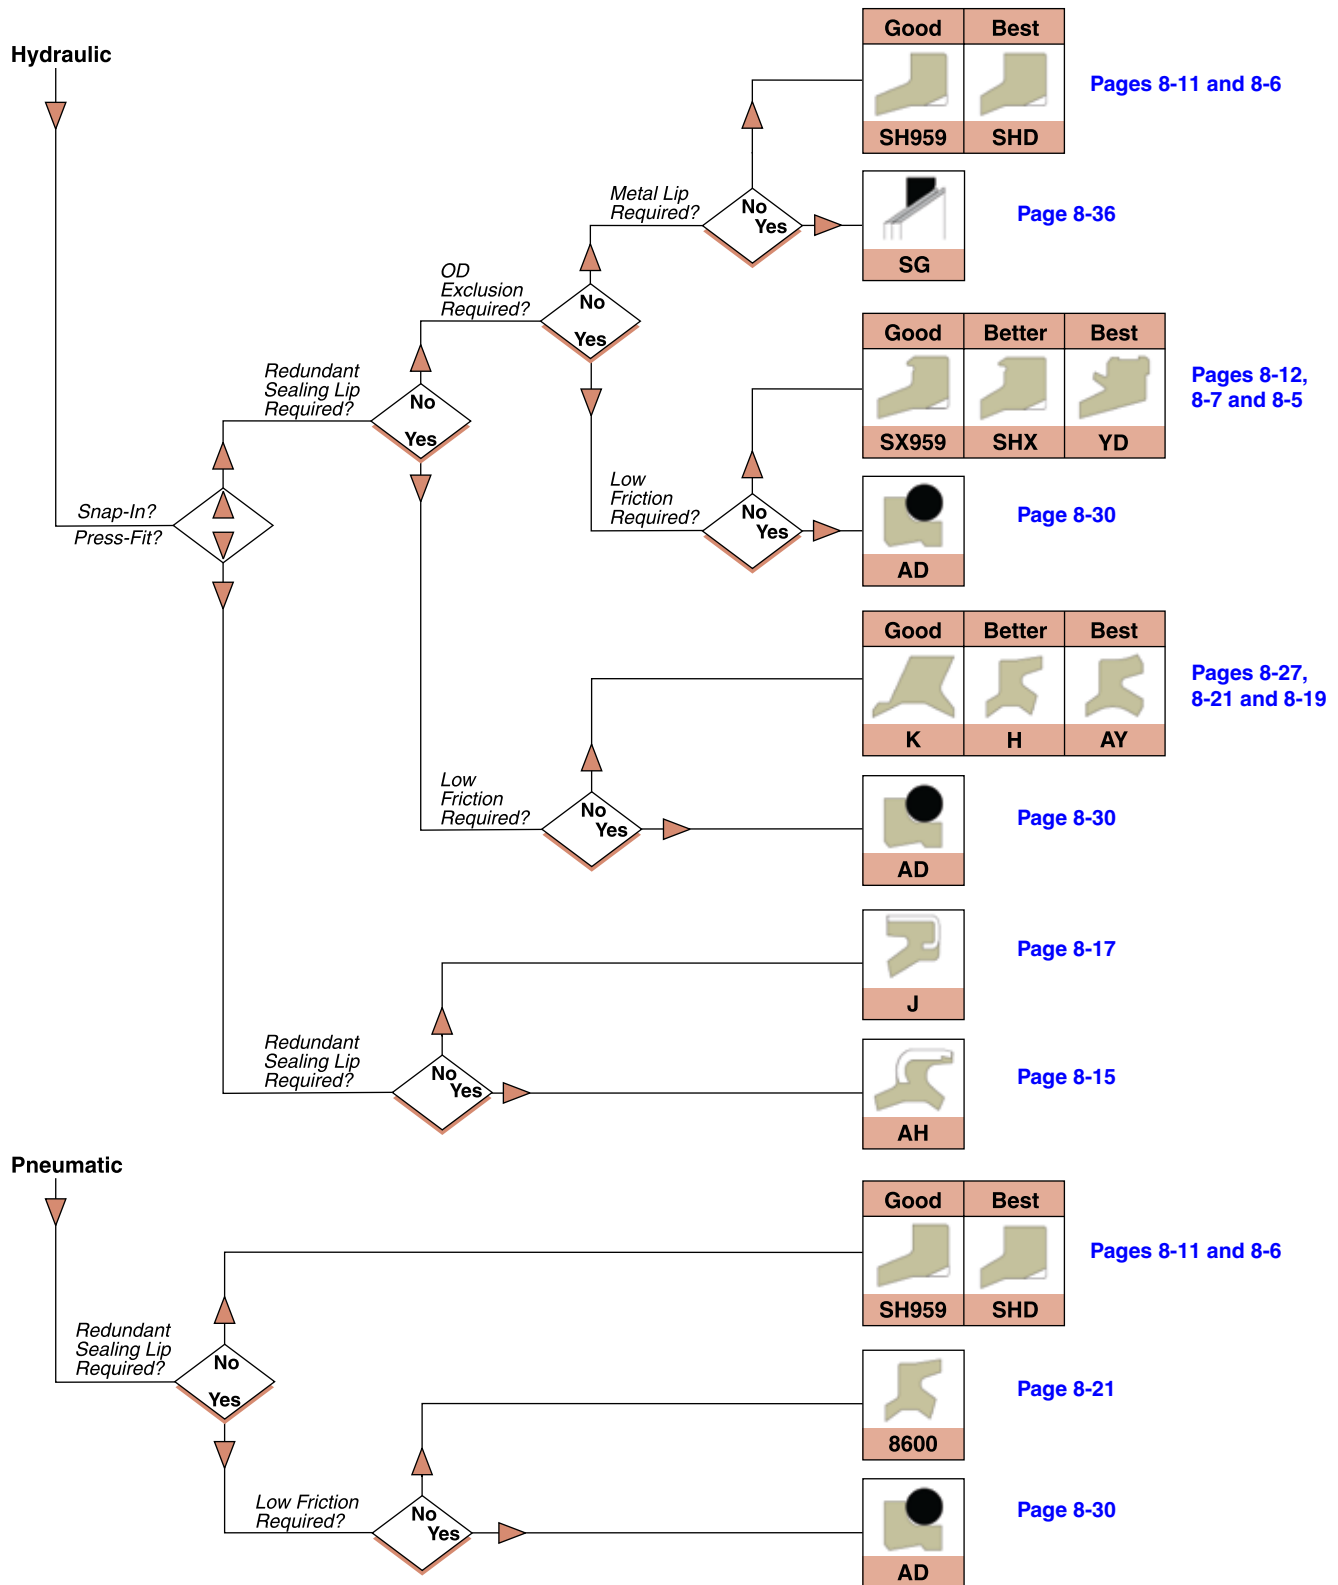 Hydraulic
Good Best
SH959 SHD
Pages 8-11 and 8-6
Metal Lip
Required?
No
Yes
SG
Page 8-36
OD
Exclusion
Required?
No
Yes
Good Better Best
SX959 SHX YD
Pages 8-12,
8-7 and 8-5
Redundant
Sealing Lip
Required?
No
Yes
Low
Friction
Required?
No
Yes
AD
Page 8-30
Snap-In?
Press-Fit?
Good Better Best
K H AY
Pages 8-27,
8-21 and 8-19
Low
Friction
Required?
No
Yes
AD
Page 8-30
J
Page 8-17
Redundant
Sealing Lip
Required?
No
Yes
AH
Page 8-15
Pneumatic
Good Best
SH959 SHD
Pages 8-11 and 8-6
Redundant
Sealing Lip
Required?
No
Yes
8600
Page 8-21
Low Friction
Required?
No
Yes
AD
Page 8-30